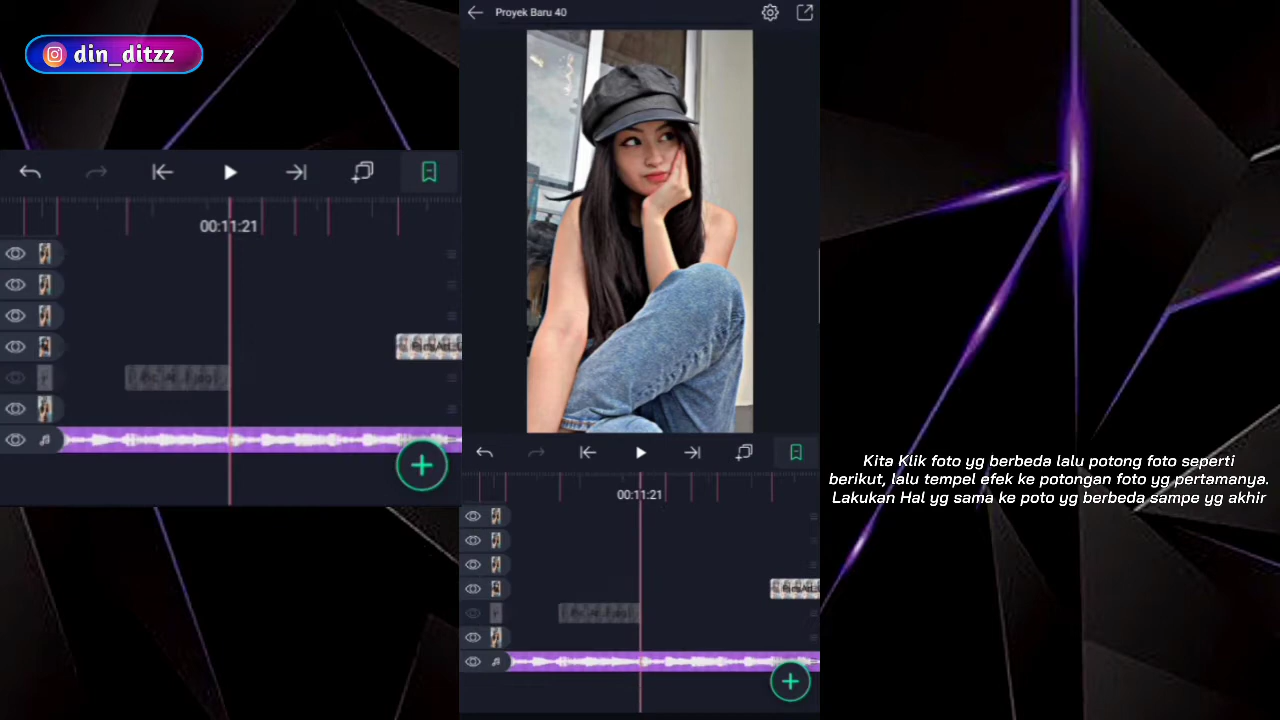 din_ditzz
Proyek Baru 40
00:11:21
00:11:21
Kita Klik foto yg berbeda lalu potong foto seperti
berikut, lalu tempel efek ke potongan foto yg pertamanya.
Lakukan Hal yg sama ke poto yg berbeda sampe yg akhir